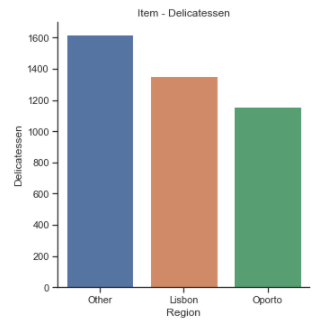 Item - Delicatessen
1600
1400
1200
1000
800
600
400
200
0
Delicatessen
Other Lisbon Oporto
Region